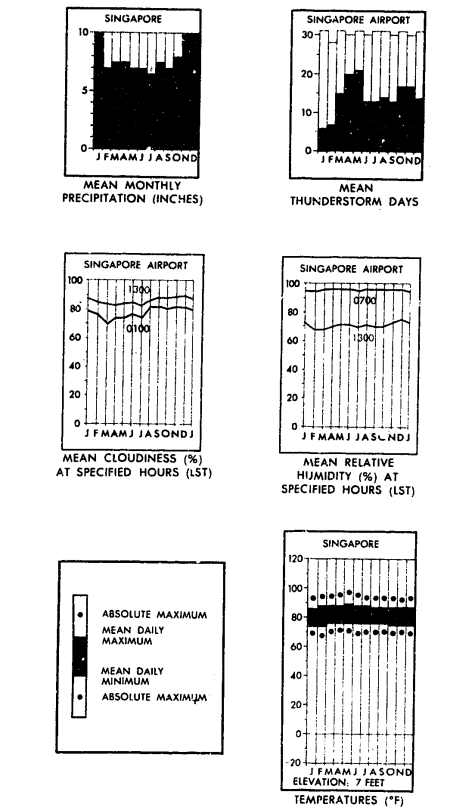 SINGAPORE
10
5
0
J F M A M J J A S O N D
MEAN MONTHLY
PRECIPITATION (INCHES)
SINGAPORE AIRPORT
30
20
10
0
J F M A M J J A S O N D
MEAN
THUNDERSTORM DAYS
SINGAPORE AIRPORT
100
80
60
40
20
0
1300
0100
J F M A M J J A S O N D J
MEAN CLOUDINESS (%)
AT SPECIFIED HOURS (LST)
SINGAPORE AIRPORT
100
80
60
40
20
0
0700
1300
J F M A M J J A S O N D J
MEAN RELATIVE
HUMIDITY (%) AT
SPECIFIED HOURS (LST)
ABSOLUTE MAXIMUM
MEAN DAILY
MAXIMUM
MEAN DAILY
MINIMUM
ABSOLUTE MAXIMUM
SINGAPORE
120
100
80
60
40
20
0
-20
J F M A M J J A S O N D
ELEVATION: 7 FEET
TEMPERATURES (°F)